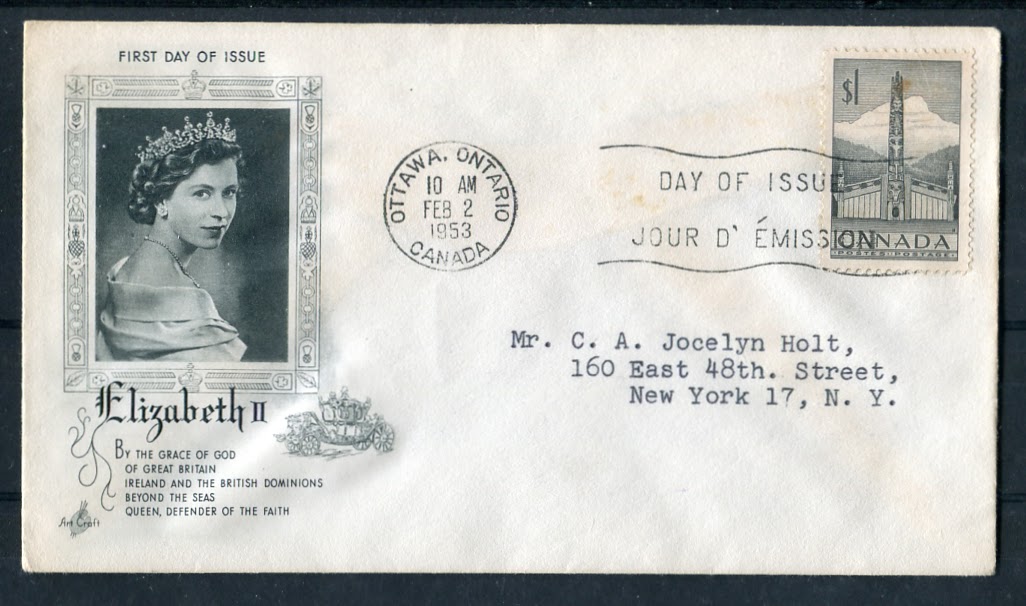 FIRST DAY OF ISSUE
Elizabeth II
BY THE GRACE OF GOD
OF GREAT BRITAIN
IRELAND AND THE BRITISH DOMINIONS
BEYOND THE SEAS
QUEEN, DEFENDER OF THE FAITH
Art Craft
OTTAWA, ONTARIO
10 AM
FEB 2
1953
CANADA
DAY OF ISSUE
JOUR D' ÉMISSION
$1
CANADA
POSTES POSTAGE
Mr. C. A. Jocelyn Holt,
160 East 48th. Street,
New York 17, N. Y.